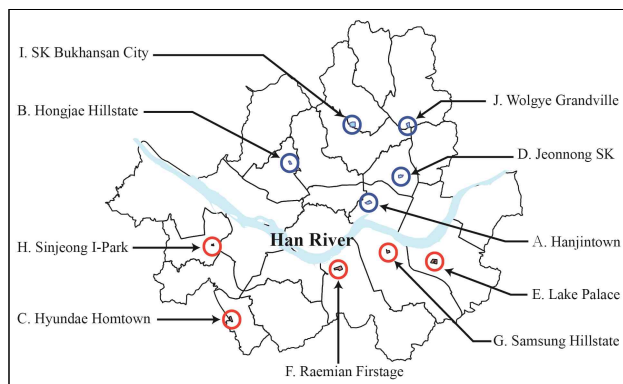 I. SK Bukhansan City
J. Wolgye Grandville
B. Hongjae Hillstate
D. Jeonnong SK
Han River
A. Hanjintown
H. Sinjeong I-Park
E. Lake Palace
C. Hyundae Homtown
G. Samsung Hillstate
F. Raemian Firstage